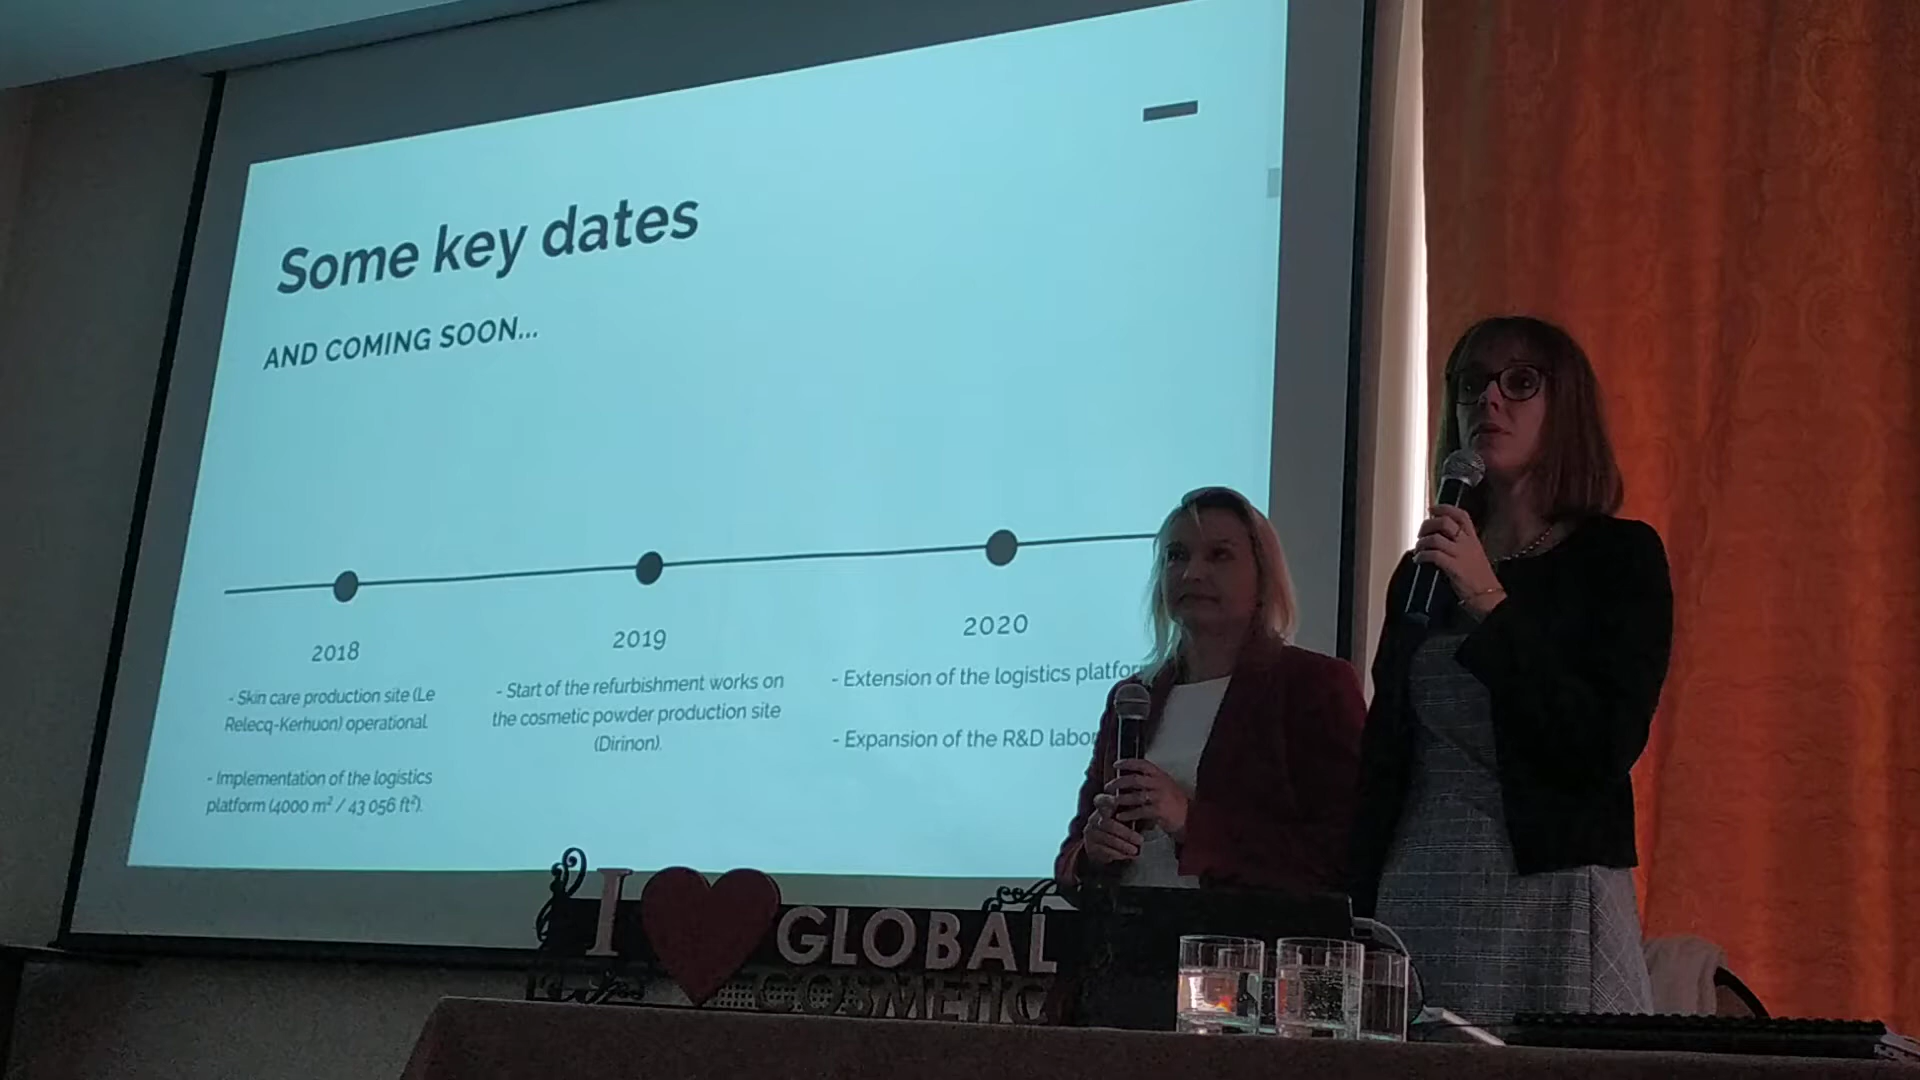 Some key dates
AND COMING SOON...
2018
- Skin care production site (Le
Relecq-Kerhuon) operational.
- Implementation of the logistics
platform (4000 m² / 43 056 ft²).
2019
- Start of the refurbishment works on
the cosmetic powder production site
(Dirinon).
2020
- Extension of the logistics
- Expansion of the R&D
I
GLOBAL
COSMETIC